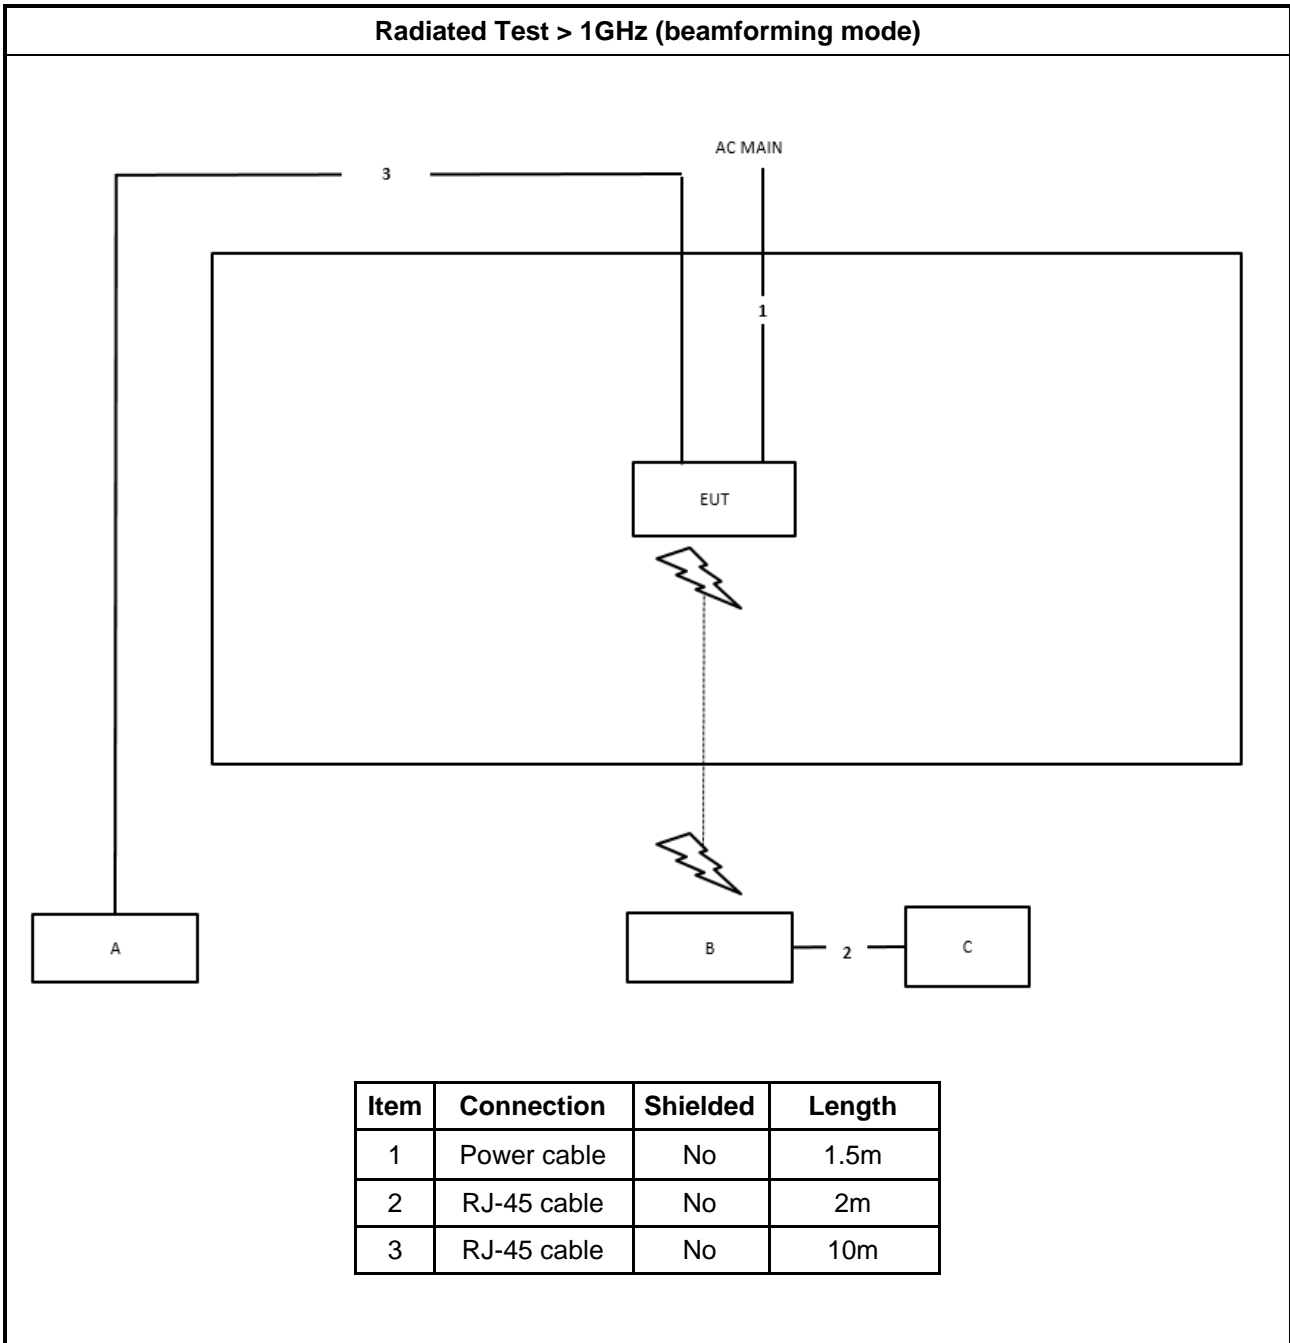 Radiated Test > 1GHz (beamforming mode)
AC MAIN
3
1
EUT
A
B
2
C
Item Connection Shielded Length
1 Power cable No 1.5m
2 RJ-45 cable No 2m
3 RJ-45 cable No 10m